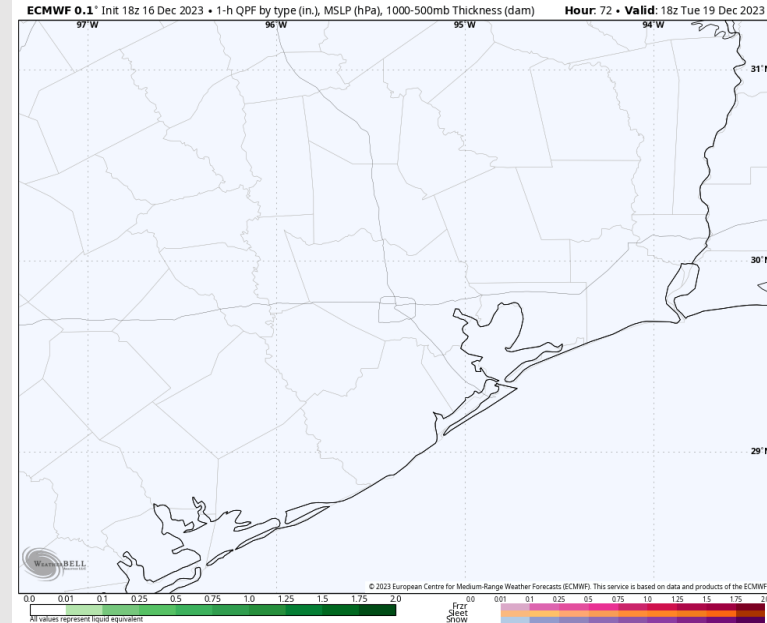 ECMWF 0.1° Init 18z 16 Dec 2023 • 1-h QPF by type (in.), MSLP (hPa), 1000-500mb Thickness (dam) Hour: 72 • Valid: 18z Tue 19 Dec 2023
97°W 96°W 95°W 94°W
31°N
30°N
29°N
WEATHERBELL
© 2023 European Centre for Medium-Range Weather Forecasts (ECMWF). This service is based on data and products of the ECMWF
0.0 0.01 0.1 0.25 0.5 0.75 1.0 1.25 1.5 1.75 2.0 0.0 0.01 0.1 0.25 0.5 0.75 1.0 1.25 1.5 1.75 2.0
Frzr
Sleet
All values represent liquid equivalent
Snow